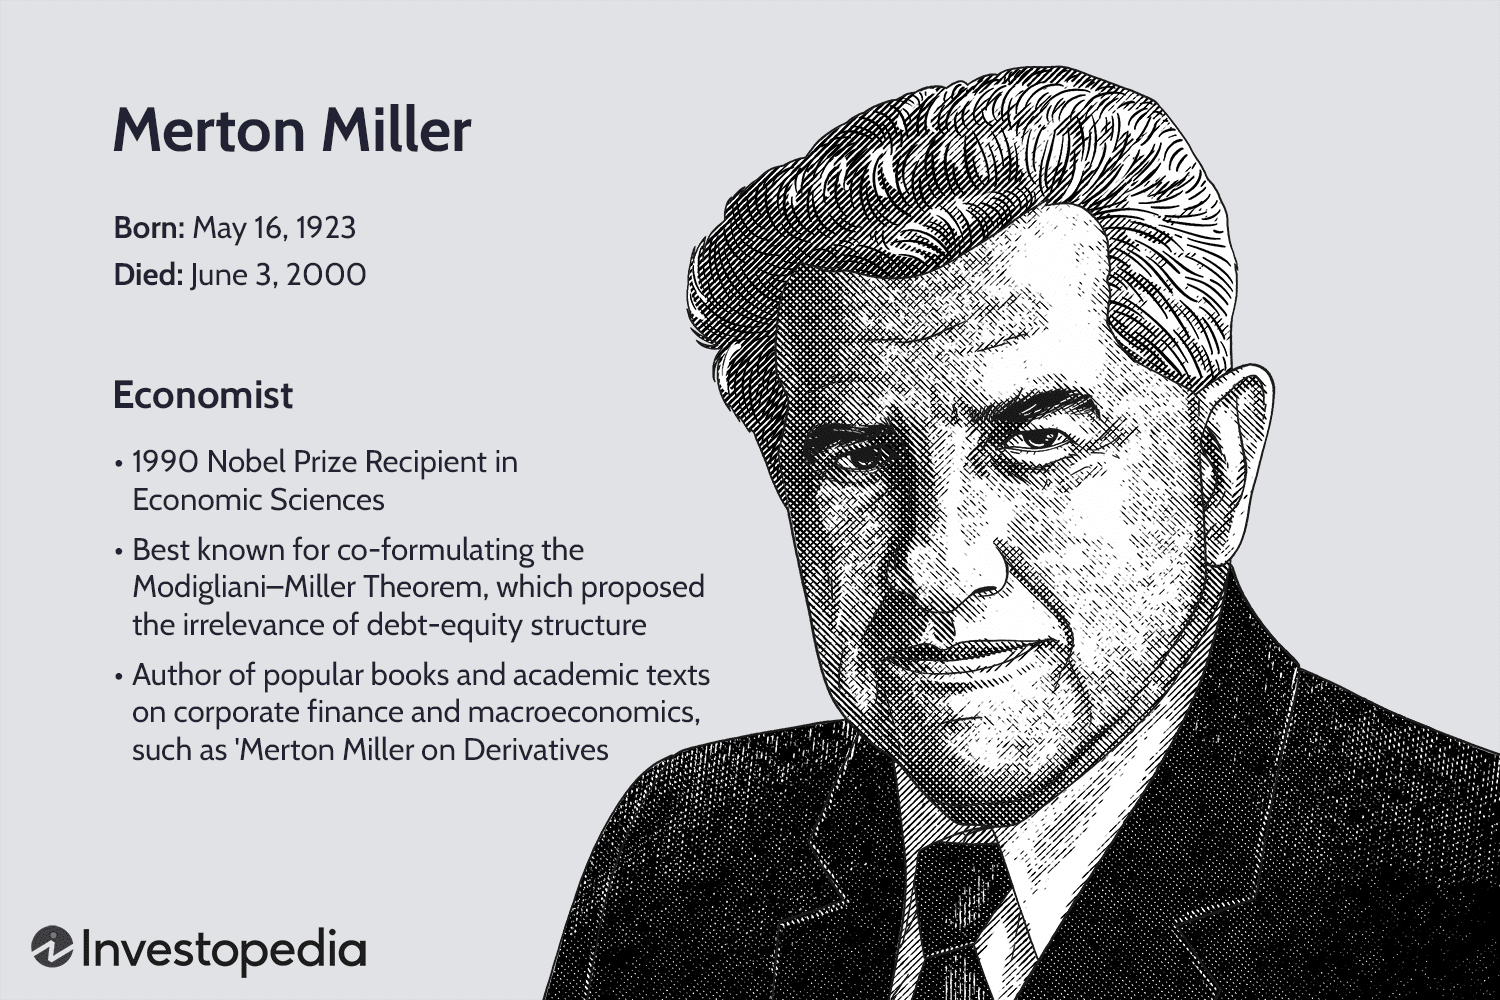 Merton Miller
Born: May 16, 1923
Died: June 3, 2000
Economist
• 1990 Nobel Prize Recipient in
Economic Sciences
• Best known for co-formulating the
Modigliani–Miller Theorem, which proposed
the irrelevance of debt-equity structure
• Author of popular books and academic texts
on corporate finance and macroeconomics,
such as 'Merton Miller on Derivatives
Investopedia